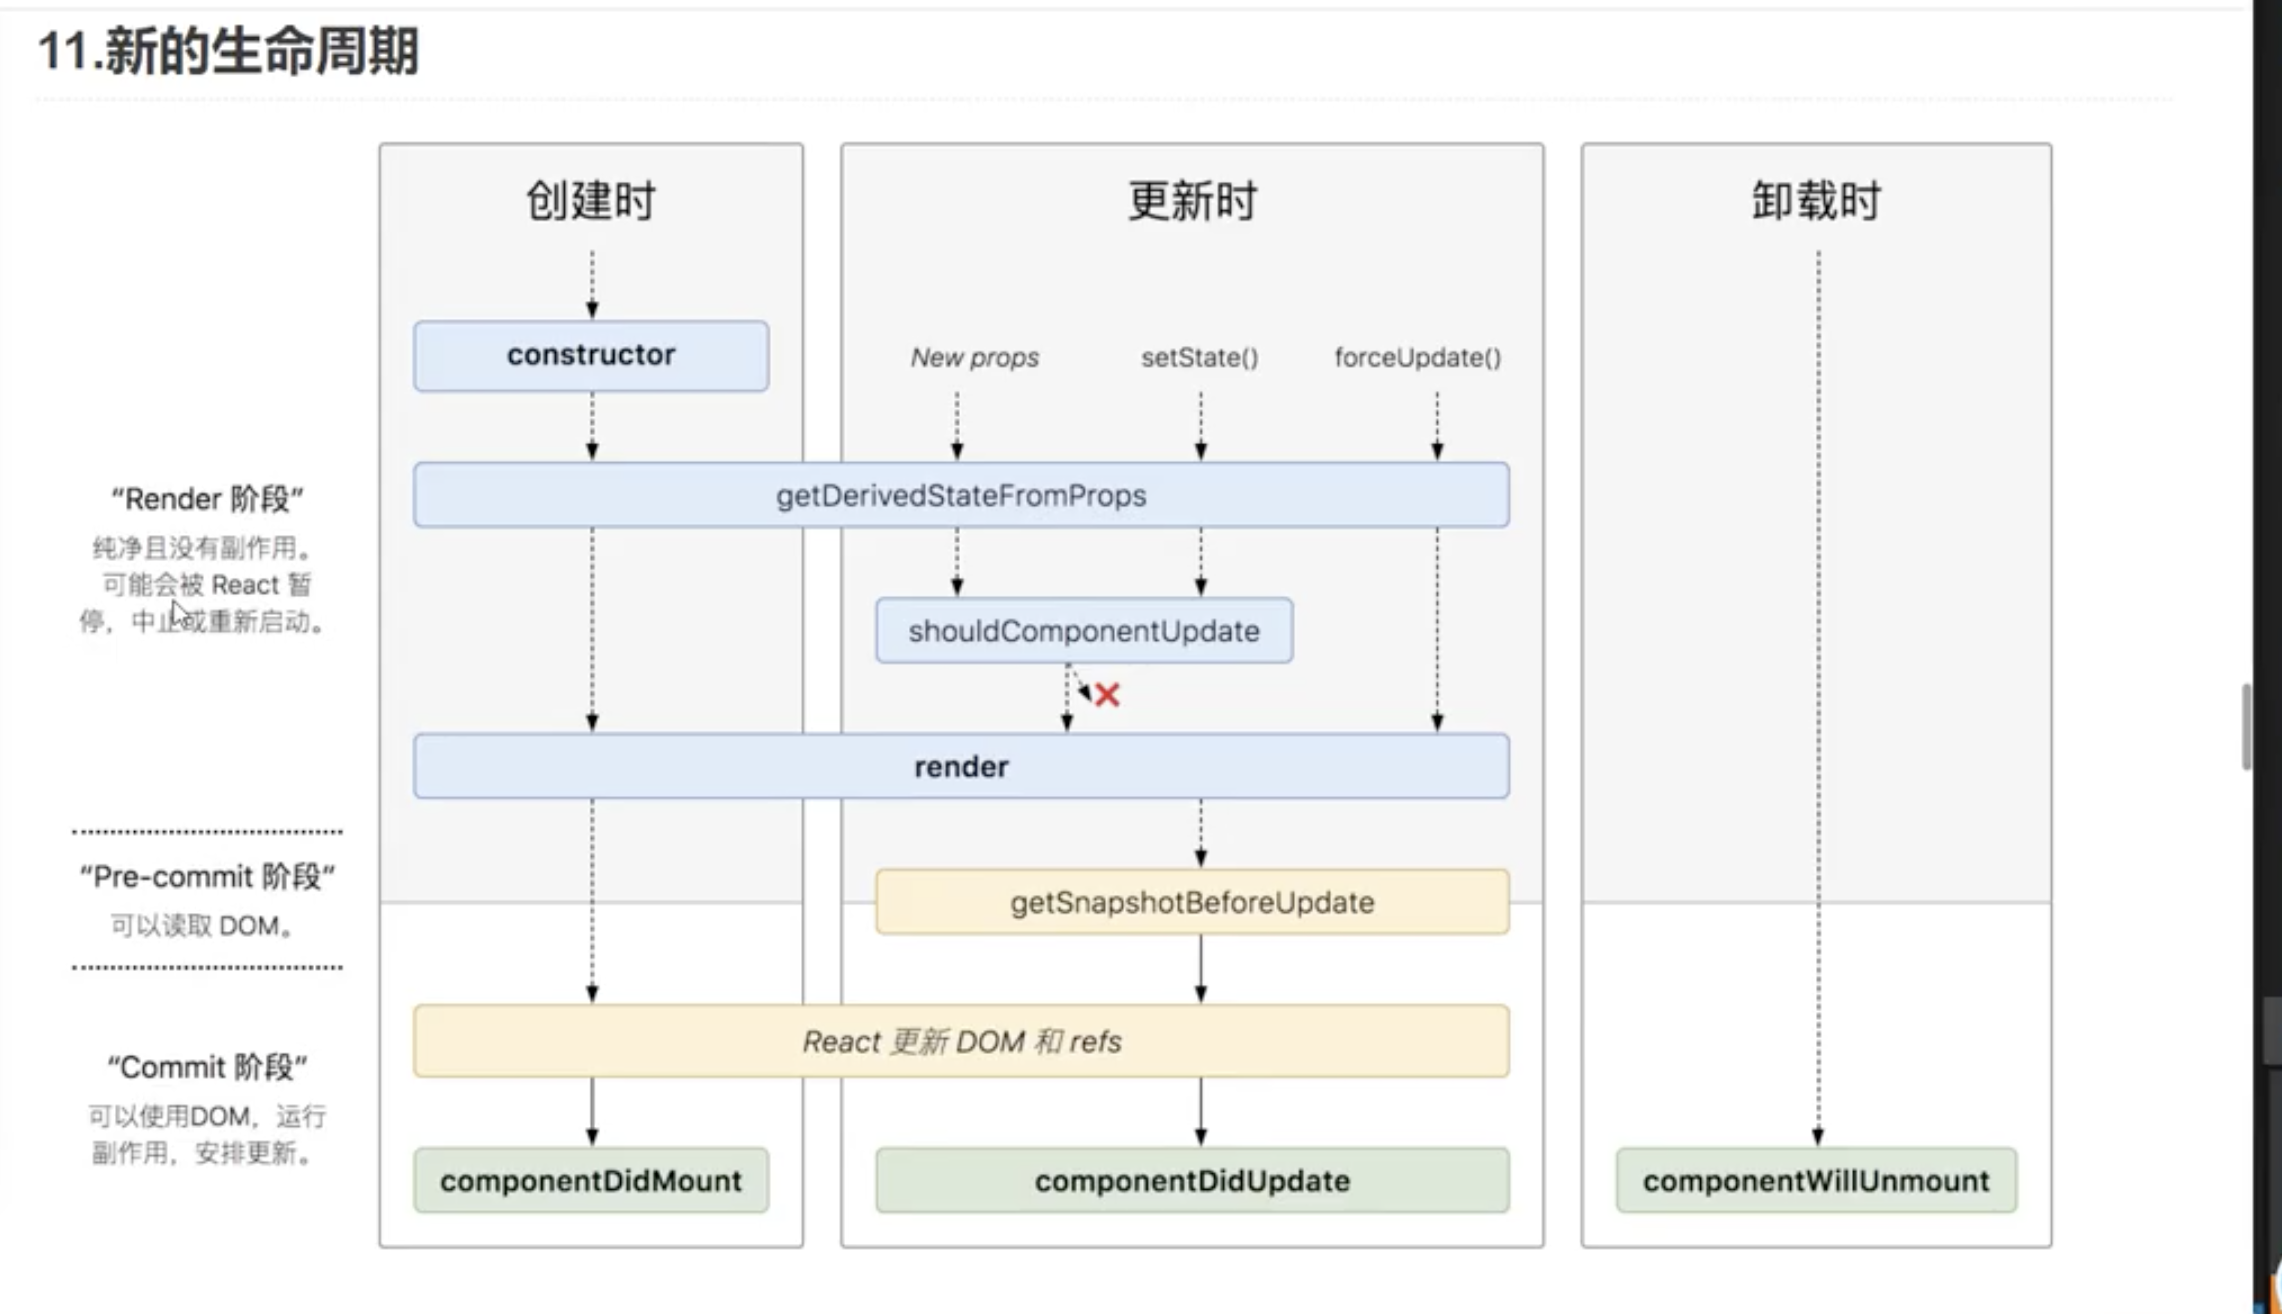 11.新的生命周期
创建时
更新时
卸载时
constructor
New props
setState()
forceUpdate()
getDerivedStateFromProps
“Render 阶段”
纯净且没有副作用。
可能会被 React 暂
停，中止或重新启动。
shouldComponentUpdate
render
“Pre-commit 阶段”
可以读取 DOM。
getSnapshotBeforeUpdate
React 更新 DOM 和 refs
“Commit 阶段”
可以使用DOM，运行
副作用，安排更新。
componentDidMount
componentDidUpdate
componentWillUnmount